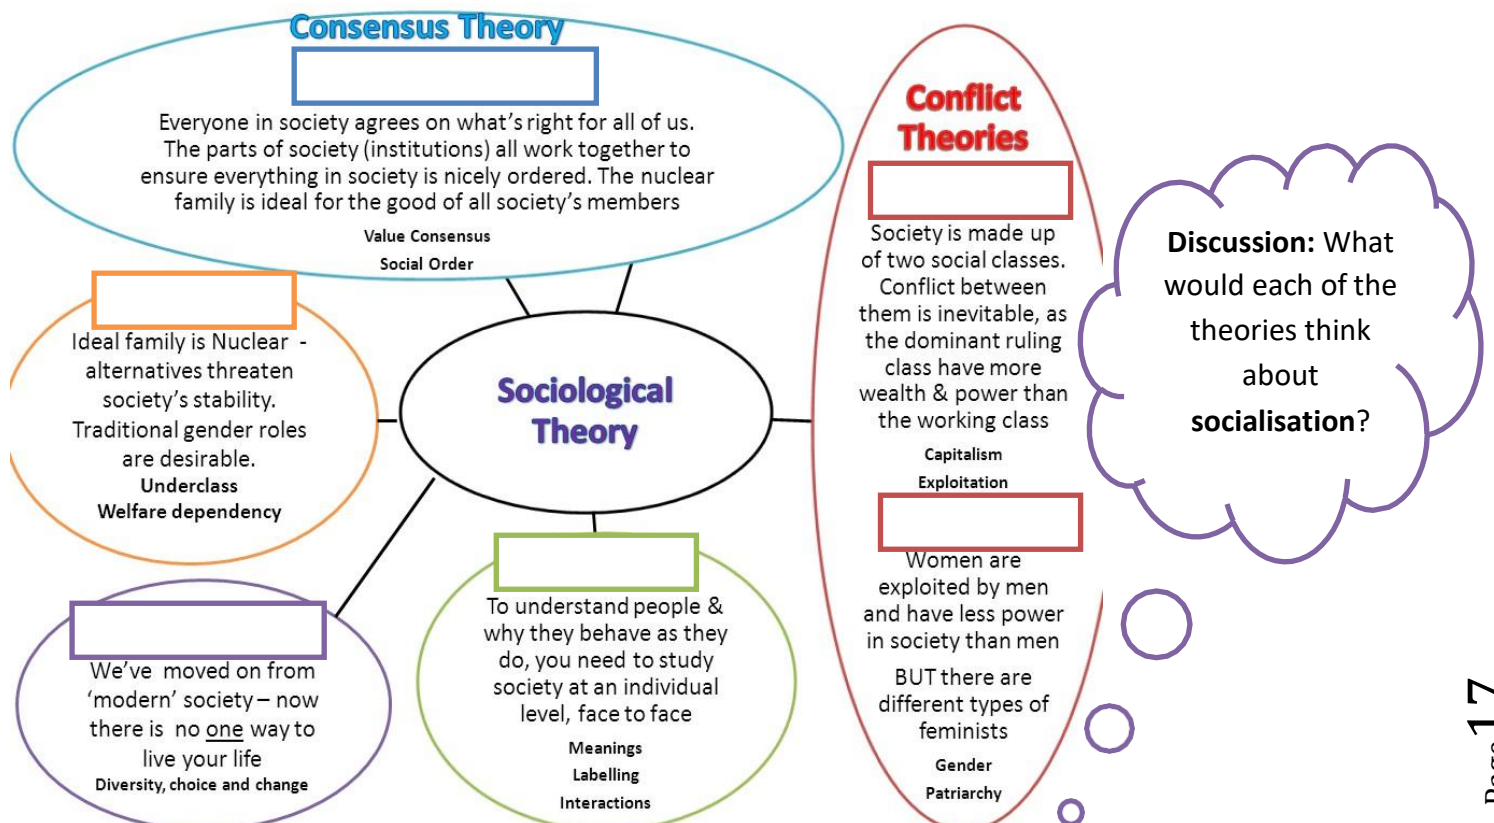 Consensus Theory
Everyone in society agrees on what's right for all of us.
The parts of society (institutions) all work together to
ensure everything in society is nicely ordered. The nuclear
family is ideal for the good of all society's members
Value Consensus
Social Order
Conflict
Theories
Society is made up
of two social classes.
Conflict between
them is inevitable, as
the dominant ruling
class have more
wealth & power than
the working class
Capitalism
Exploitation
Women are
exploited by men
and have less power
in society than men
BUT there are
different types of
feminists
Gender
Patriarchy
Discussion: What
would each of the
theories think
about
socialisation?
Ideal family is Nuclear -
alternatives threaten
society's stability.
Traditional gender roles
are desirable.
Underclass
Welfare dependency
Sociological
Theory
We've moved on from
'modern' society – now
there is no one way to
live your life
Diversity, choice and change
To understand people &
why they behave as they
do, you need to study
society at an individual
level, face to face
Meanings
Labelling
Interactions
Page 17